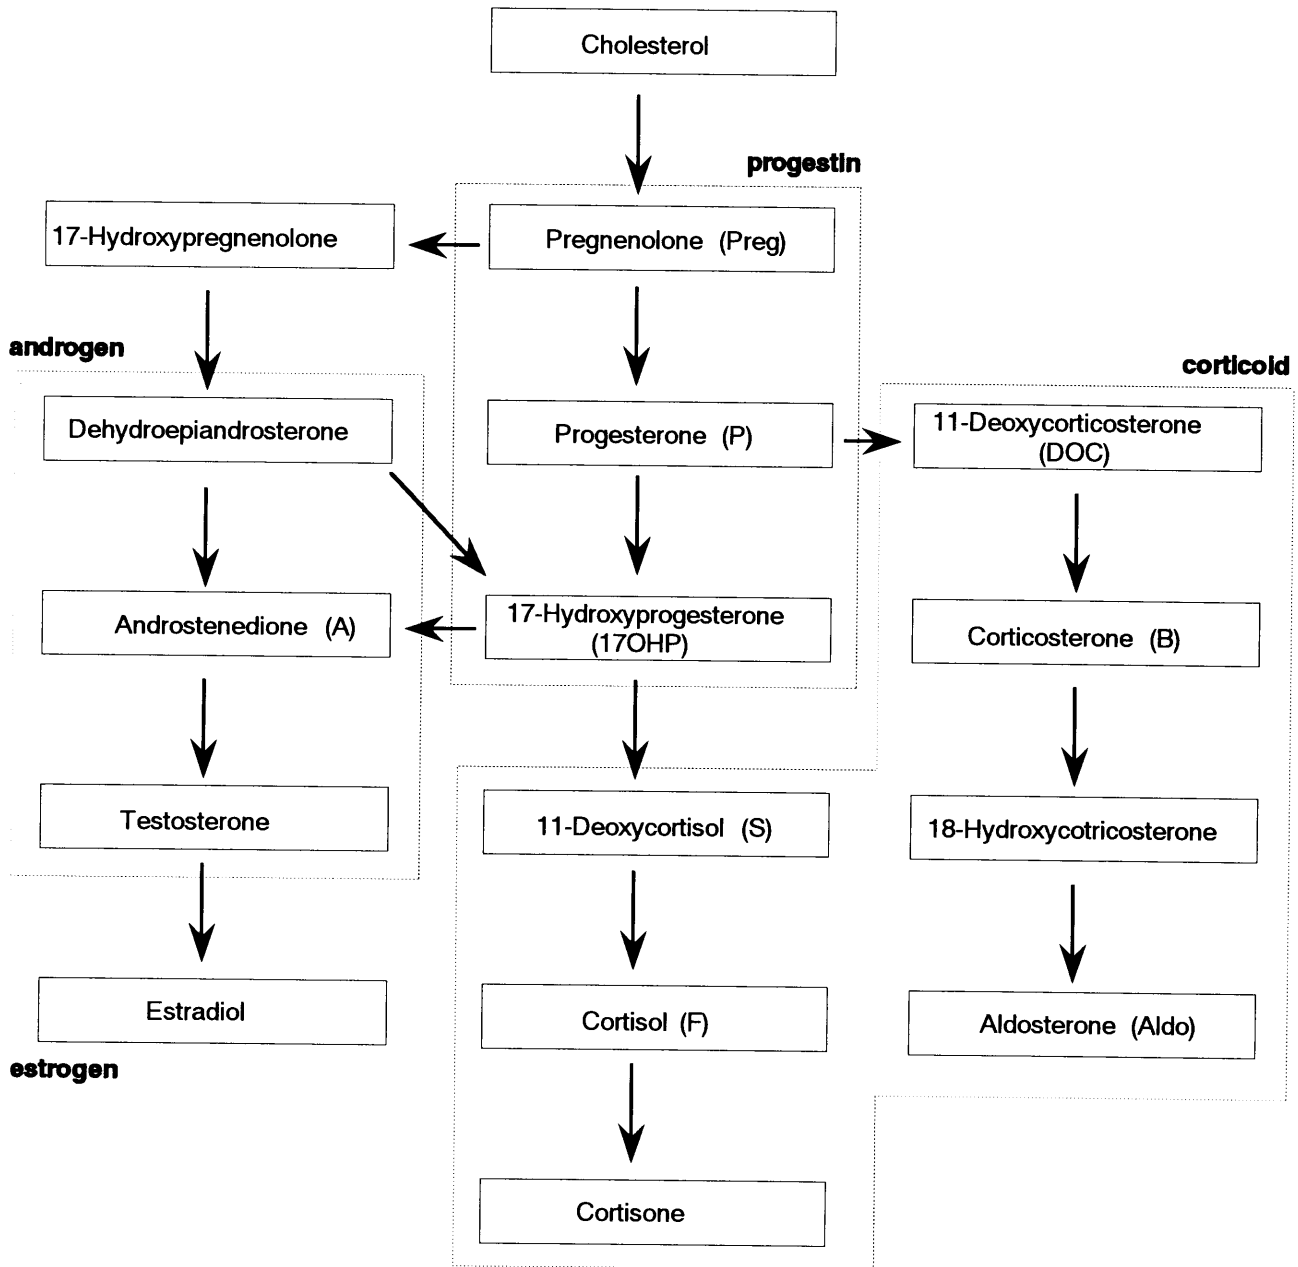 Cholesterol
progestin
17-Hydroxypregnenolone
Pregnenolone (Preg)
androgen
corticoid
Dehydroepiandrosterone
Progesterone (P)
11-Deoxycorticosterone
(DOC)
Androstenedione (A)
17-Hydroxyprogesterone
(17OHP)
Corticosterone (B)
Testosterone
11-Deoxycortisol (S)
18-Hydroxycotricosterone
Estradiol
Cortisol (F)
Aldosterone (Aldo)
estrogen
Cortisone